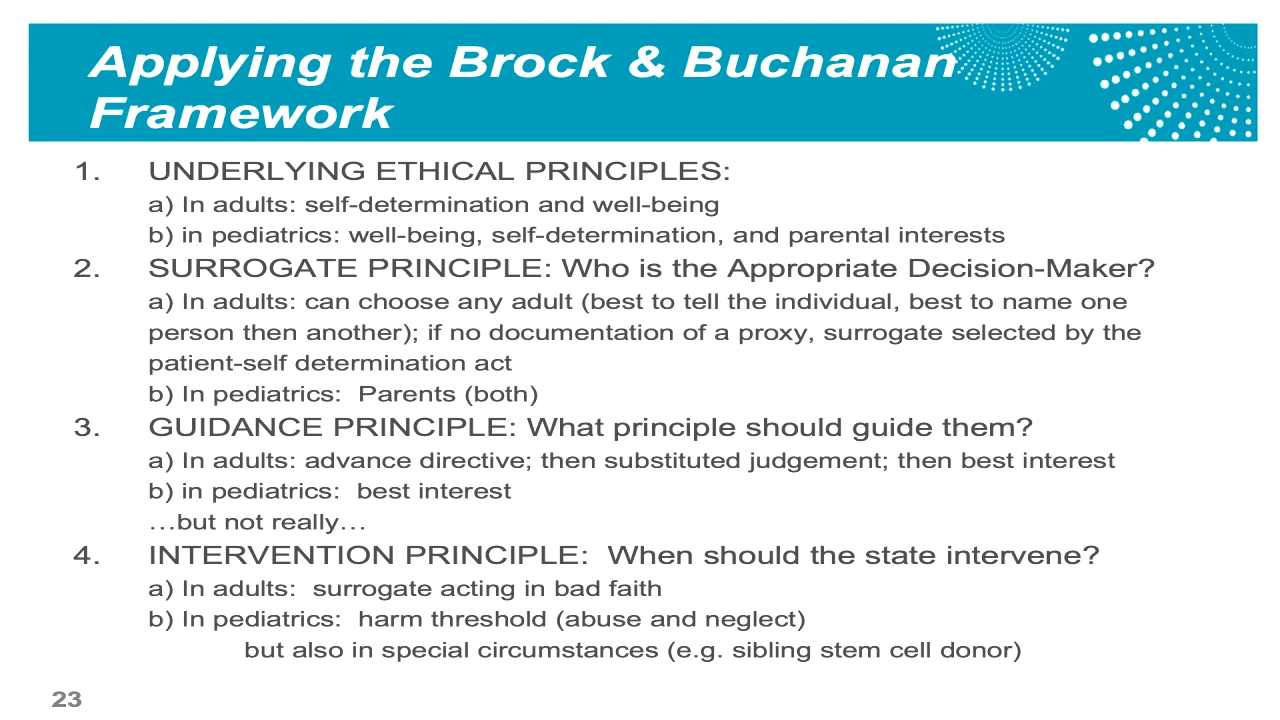 Applying the Brock & Buchanan
Framework
1. UNDERLYING ETHICAL PRINCIPLES:
a) In adults: self-determination and well-being
b) in pediatrics: well-being, self-determination, and parental interests
2. SURROGATE PRINCIPLE: Who is the Appropriate Decision-Maker?
a) In adults: can choose any adult (best to tell the individual, best to name one
person then another); if no documentation of a proxy, surrogate selected by the
patient-self determination act
b) In pediatrics:  Parents (both)
3. GUIDANCE PRINCIPLE: What principle should guide them?
a) In adults: advance directive; then substituted judgement; then best interest
b) in pediatrics:  best interest
…but not really…
4. INTERVENTION PRINCIPLE:  When should the state intervene?
a) In adults:  surrogate acting in bad faith
b) In pediatrics:  harm threshold (abuse and neglect)
but also in special circumstances (e.g. sibling stem cell donor)
23